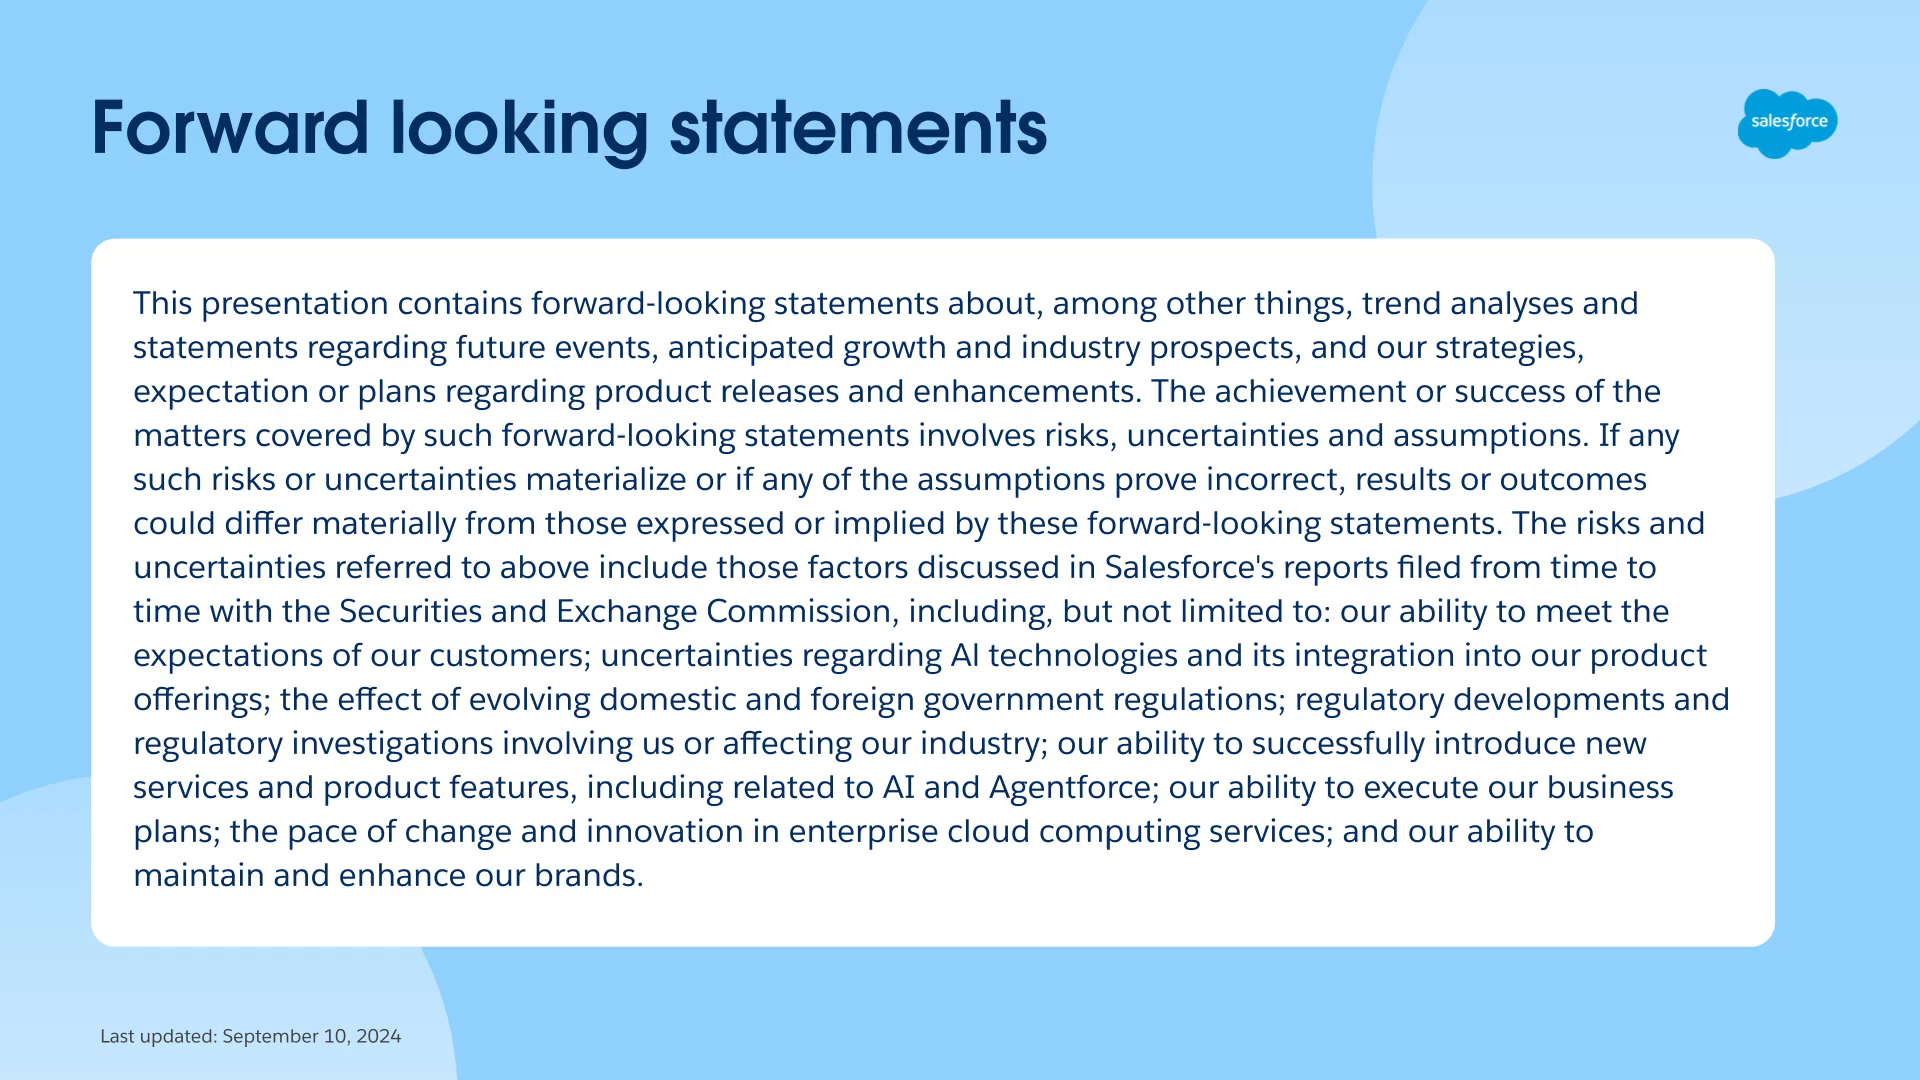 Forward looking statements
salesforce
This presentation contains forward-looking statements about, among other things, trend analyses and
statements regarding future events, anticipated growth and industry prospects, and our strategies,
expectation or plans regarding product releases and enhancements. The achievement or success of the
matters covered by such forward-looking statements involves risks, uncertainties and assumptions. If any
such risks or uncertainties materialize or if any of the assumptions prove incorrect, results or outcomes
could differ materially from those expressed or implied by these forward-looking statements. The risks and
uncertainties referred to above include those factors discussed in Salesforce's reports filed from time to
time with the Securities and Exchange Commission, including, but not limited to: our ability to meet the
expectations of our customers; uncertainties regarding AI technologies and its integration into our product
offerings; the effect of evolving domestic and foreign government regulations; regulatory developments and
regulatory investigations involving us or affecting our industry; our ability to successfully introduce new
services and product features, including related to AI and Agentforce; our ability to execute our business
plans; the pace of change and innovation in enterprise cloud computing services; and our ability to
maintain and enhance our brands.
Last updated: September 10, 2024